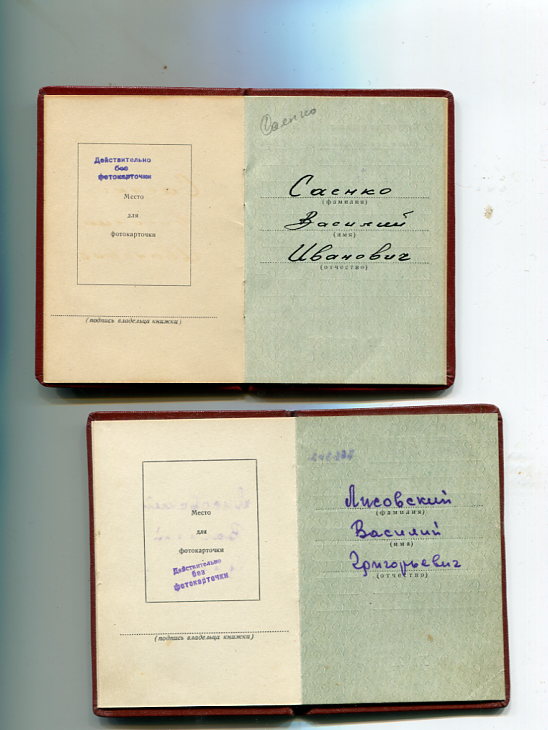 Действительно
без
фотокарточки
Место
для
фотокарточки
(подпись владельца книжки)
Саенко
Саенко
(фамилия)
Василий
(имя)
Иванович
(отчество)
Место
для
фотокарточки
Действительно
без
фотокарточки
(подпись владельца книжки)
Лисовский
(фамилия)
Василий
(имя)
Григорьевич
(отчество)